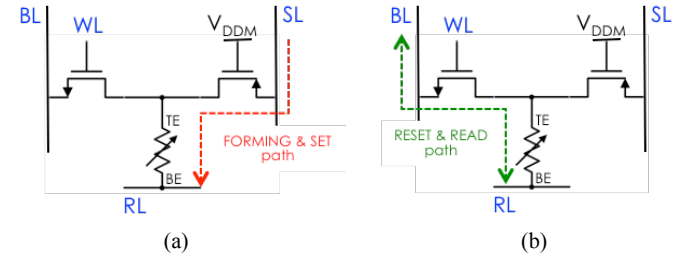 BL
WL
VDDM
SL
TE
FORMING & SET
path
BE
RL
(a)
BL
WL
VDDM
SL
TE
RESET & READ
path
BE
RL
(b)